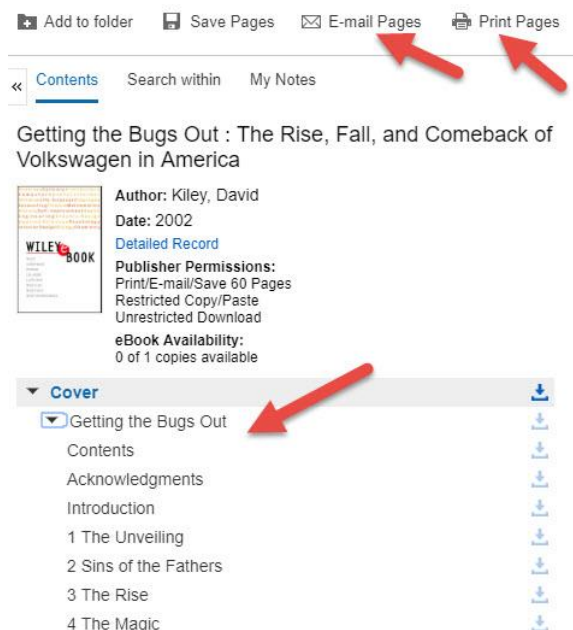 Add to folder Save Pages E-mail Pages Print Pages
« Contents Search within My Notes
Getting the Bugs Out : The Rise, Fall, and Comeback of
Volkswagen in America
Author: Kiley, David
Date: 2002
Detailed Record
WILEY e BOOK
Publisher Permissions:
Print/E-mail/Save 60 Pages
Restricted Copy/Paste
Unrestricted Download
eBook Availability:
0 of 1 copies available
Cover
Getting the Bugs Out
Contents
Acknowledgments
Introduction
1 The Unveiling
2 Sins of the Fathers
3 The Rise
4 The Magic